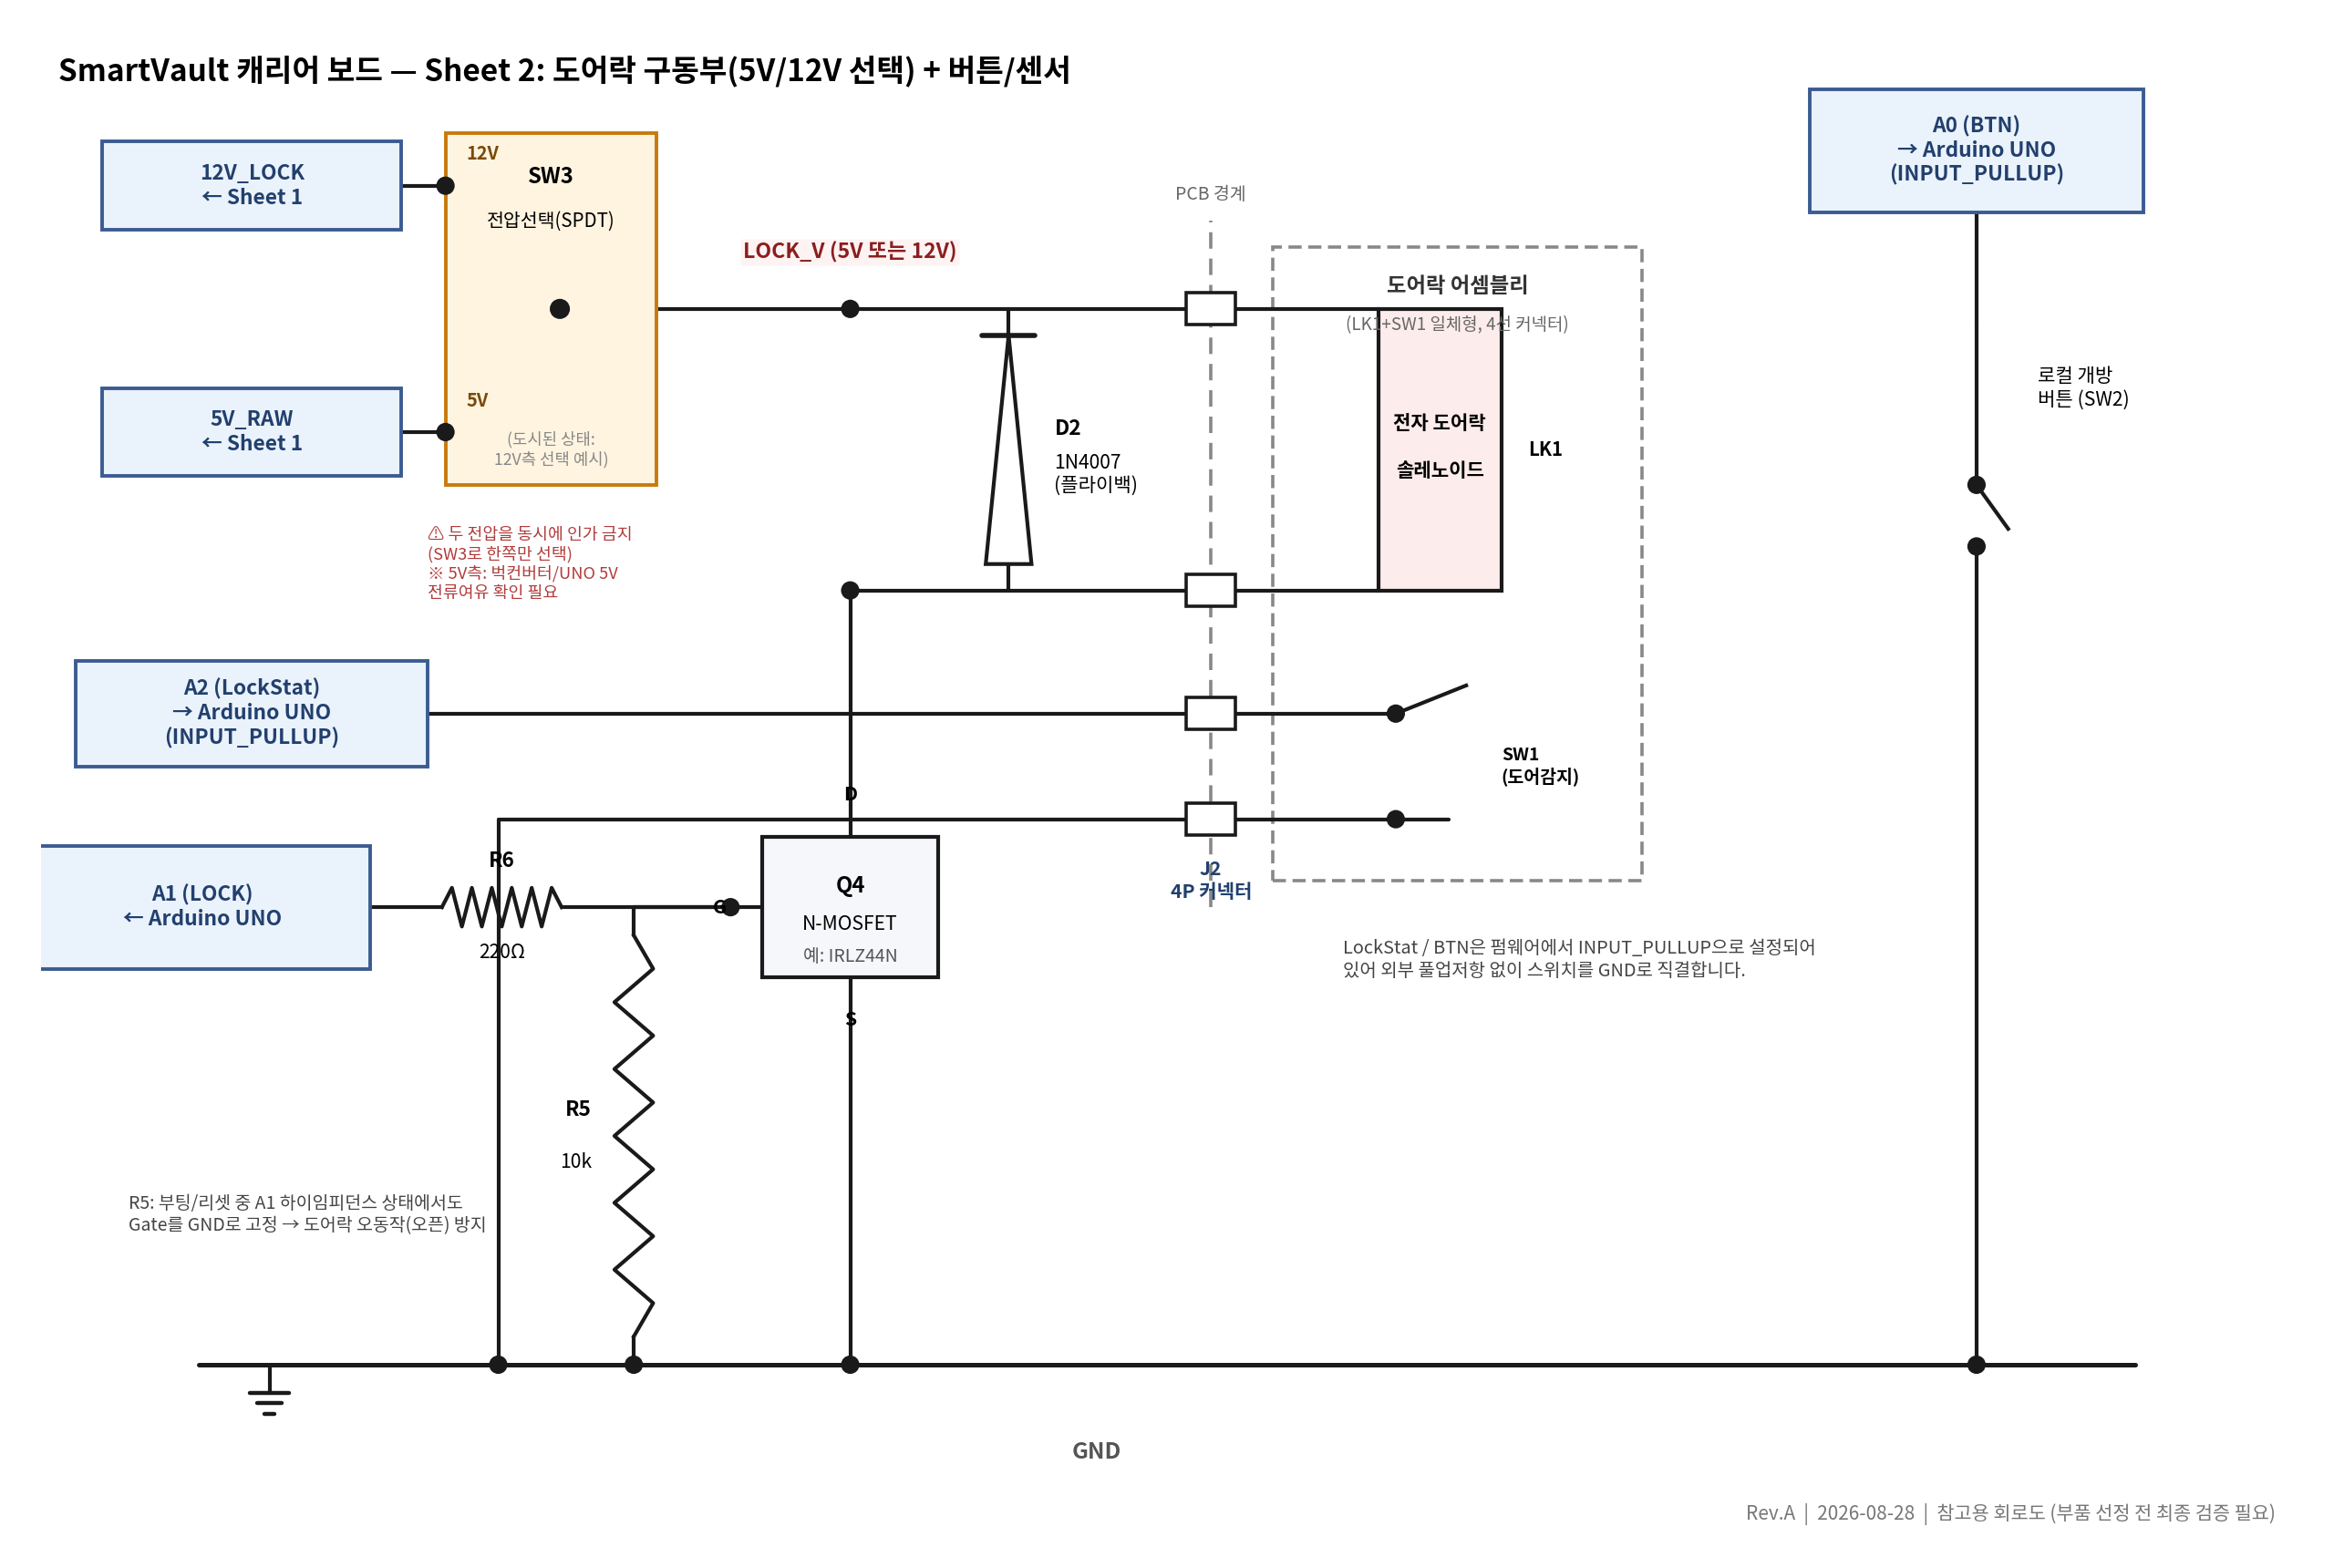 SmartVault 캐리어 보드 — Sheet 2: 도어락 구동부(5V/12V 선택) + 버튼/센서
A0 (BTN)
→ Arduino UNO
(INPUT_PULLUP)
12V_LOCK
← Sheet 1
12V
SW3
전압선택(SPDT)
PCB 경계
LOCK_V (5V 또는 12V)
도어락 어셈블리
(LK1+SW1 일체형, 4선 커넥터)
5V_RAW
← Sheet 1
5V
(도시된 상태:
12V측 선택 예시)
D2
1N4007
(플라이백)
전자 도어락
솔레노이드
LK1
로컬 개방
버튼 (SW2)
⚠ 두 전압을 동시에 인가 금지
(SW3로 한쪽만 선택)
※ 5V측: 벅컨버터/UNO 5V
전류여유 확인 필요
A2 (LockStat)
→ Arduino UNO
(INPUT_PULLUP)
SW1
(도어감지)
D
A1 (LOCK)
← Arduino UNO
R6
220Ω
G
Q4
N-MOSFET
예: IRLZ44N
S
J2
4P 커넥터
LockStat / BTN은 펌웨어에서 INPUT_PULLUP으로 설정되어
있어 외부 풀업저항 없이 스위치를 GND로 직결합니다.
R5
10k
R5: 부팅/리셋 중 A1 하이임피던스 상태에서도
Gate를 GND로 고정 → 도어락 오동작(오픈) 방지
GND
Rev.A | 2026-08-28 | 참고용 회로도 (부품 선정 전 최종 검증 필요)